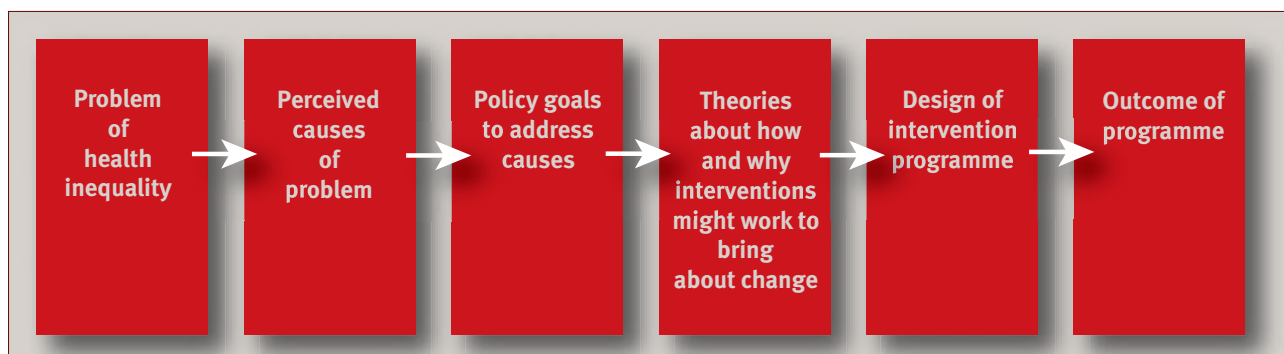 Problem
of
health
inequality
Perceived
causes
of
problem
Policy goals
to address
causes
Theories
about how
and why
interventions
might work to
bring
about change
Design of
intervention
programme
Outcome of
programme